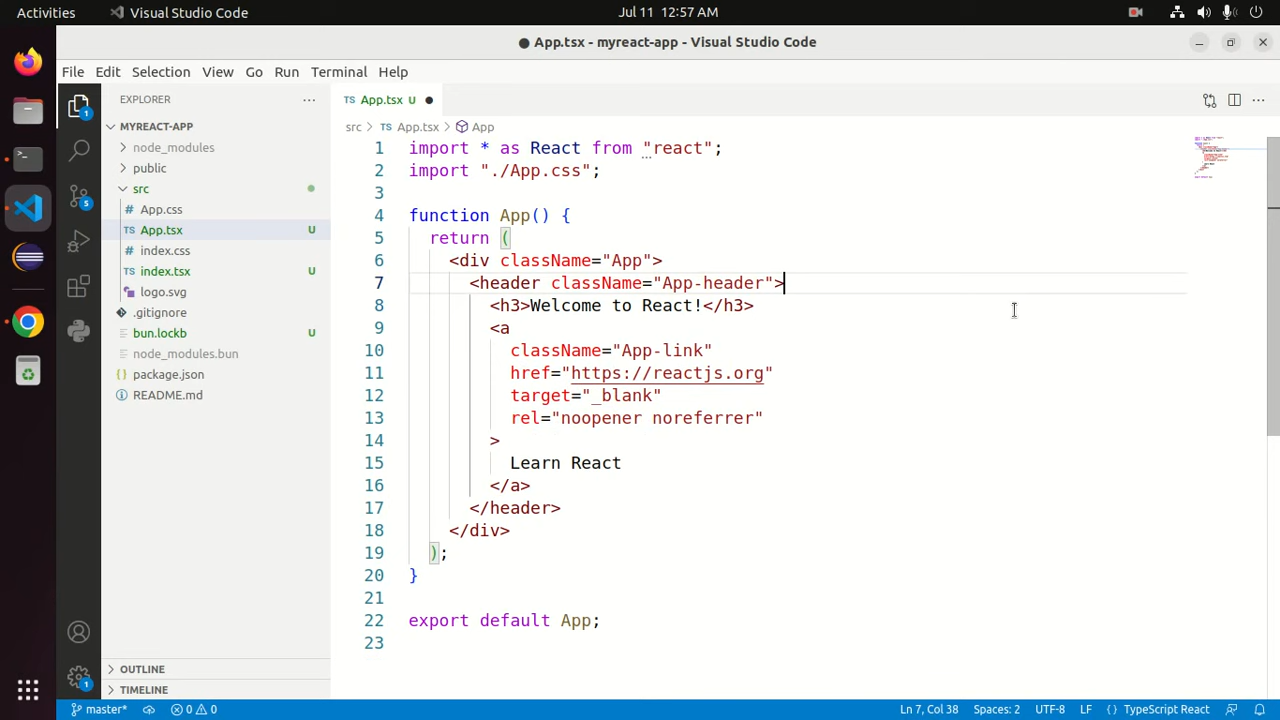 Activities
Visual Studio Code
Jul 11 12:57 AM
● App.tsx - myreact-app - Visual Studio Code
File Edit Selection View Go Run Terminal Help
EXPLORER
TS App.tsx U
src > TS App.tsx > App
MYREACT-APP
node_modules
public
src
# App.css
TS App.tsx U
# index.css
TS index.tsx U
logo.svg
.gitignore
bun.lockb U
node_modules.bun
package.json
README.md
OUTLINE
TIMELINE
1 import * as React from "react";
2 import "./App.css";
3
4 function App() {
5 return (
6 <div className="App">
7 <header className="App-header">
8 <h3>Welcome to React!</h3>
9 <a
10 className="App-link"
11 href="https://reactjs.org"
12 target="_blank"
13 rel="noopener noreferrer"
14 >
15 Learn React
16 </a>
17 </header>
18 </div>
19 );
20 }
21
22 export default App;
23
1
5
1
master* 0 0 Ln 7, Col 38 Spaces: 2 UTF-8 LF {} TypeScript React